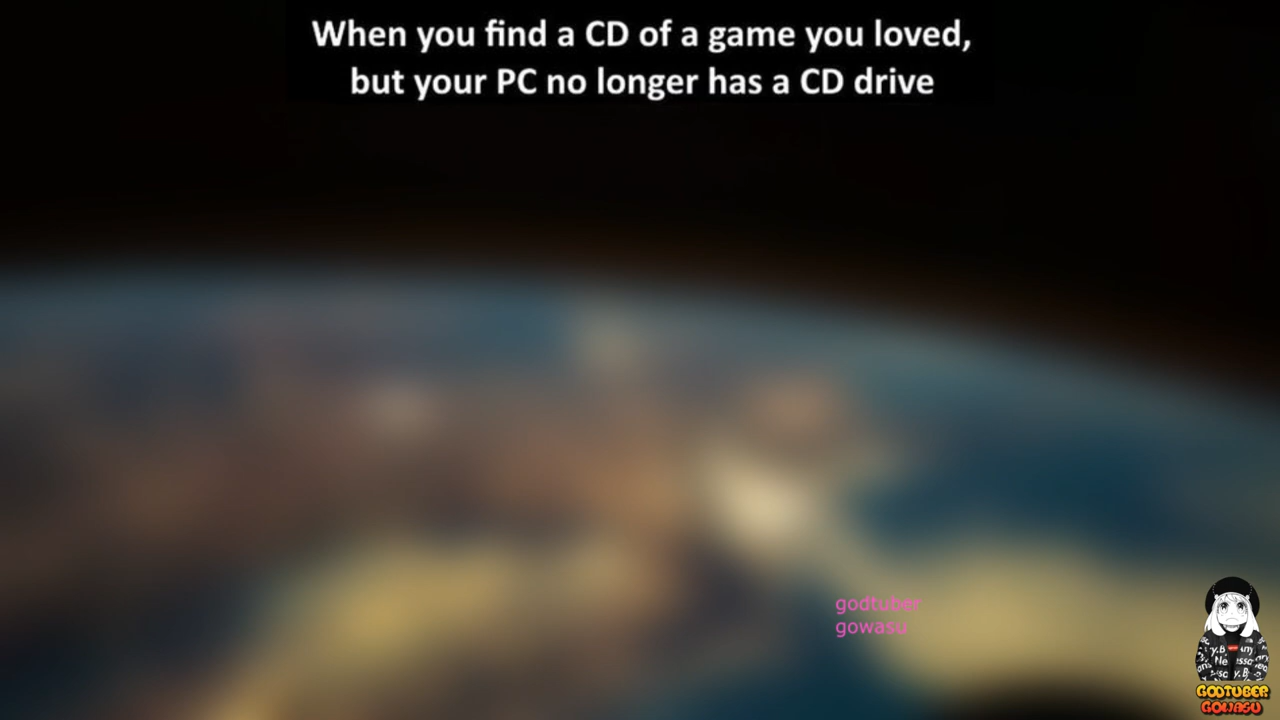 When you find a CD of a game you loved,
but your PC no longer has a CD drive
godtuber
gowasu
GODTUBER
GOWASU